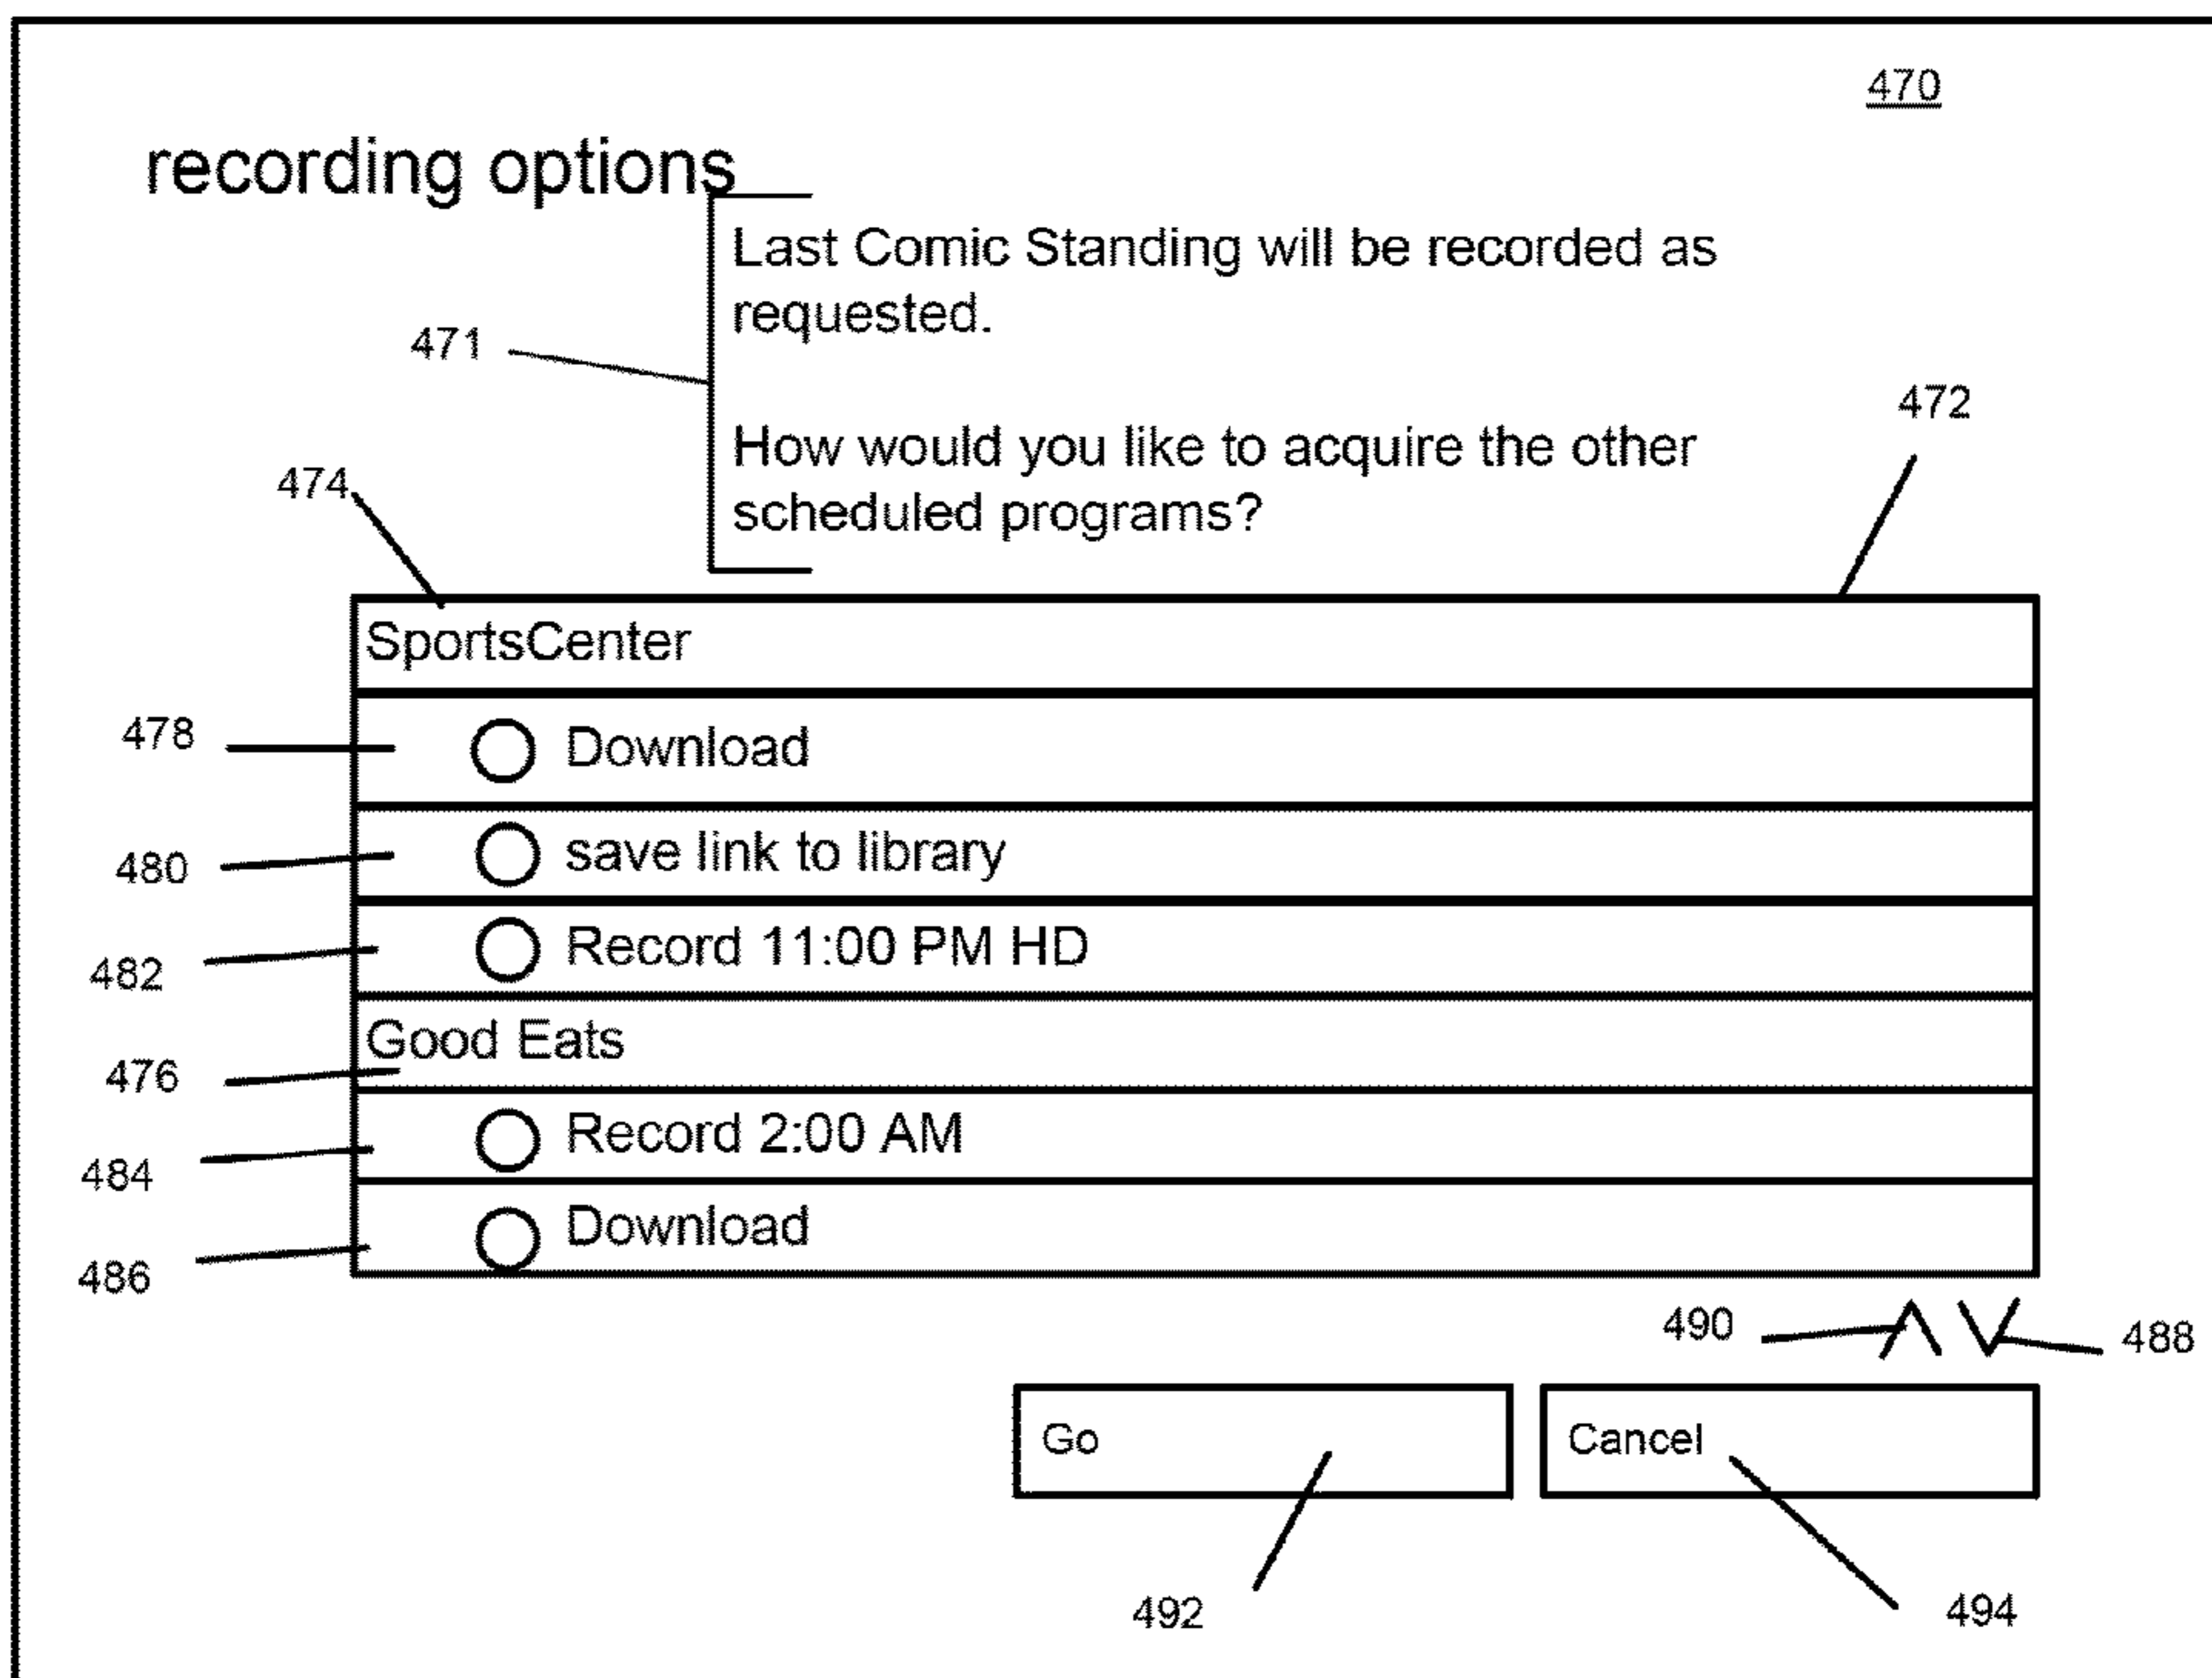 470
recording options
Last Comic Standing will be recorded as
requested.
471
472
How would you like to acquire the other
scheduled programs?
474
SportsCenter
478
Download
480
save link to library
482
Record 11:00 PM HD
Good Eats
476
484
Record 2:00 AM
486
Download
490
488
Go
Cancel
492
494